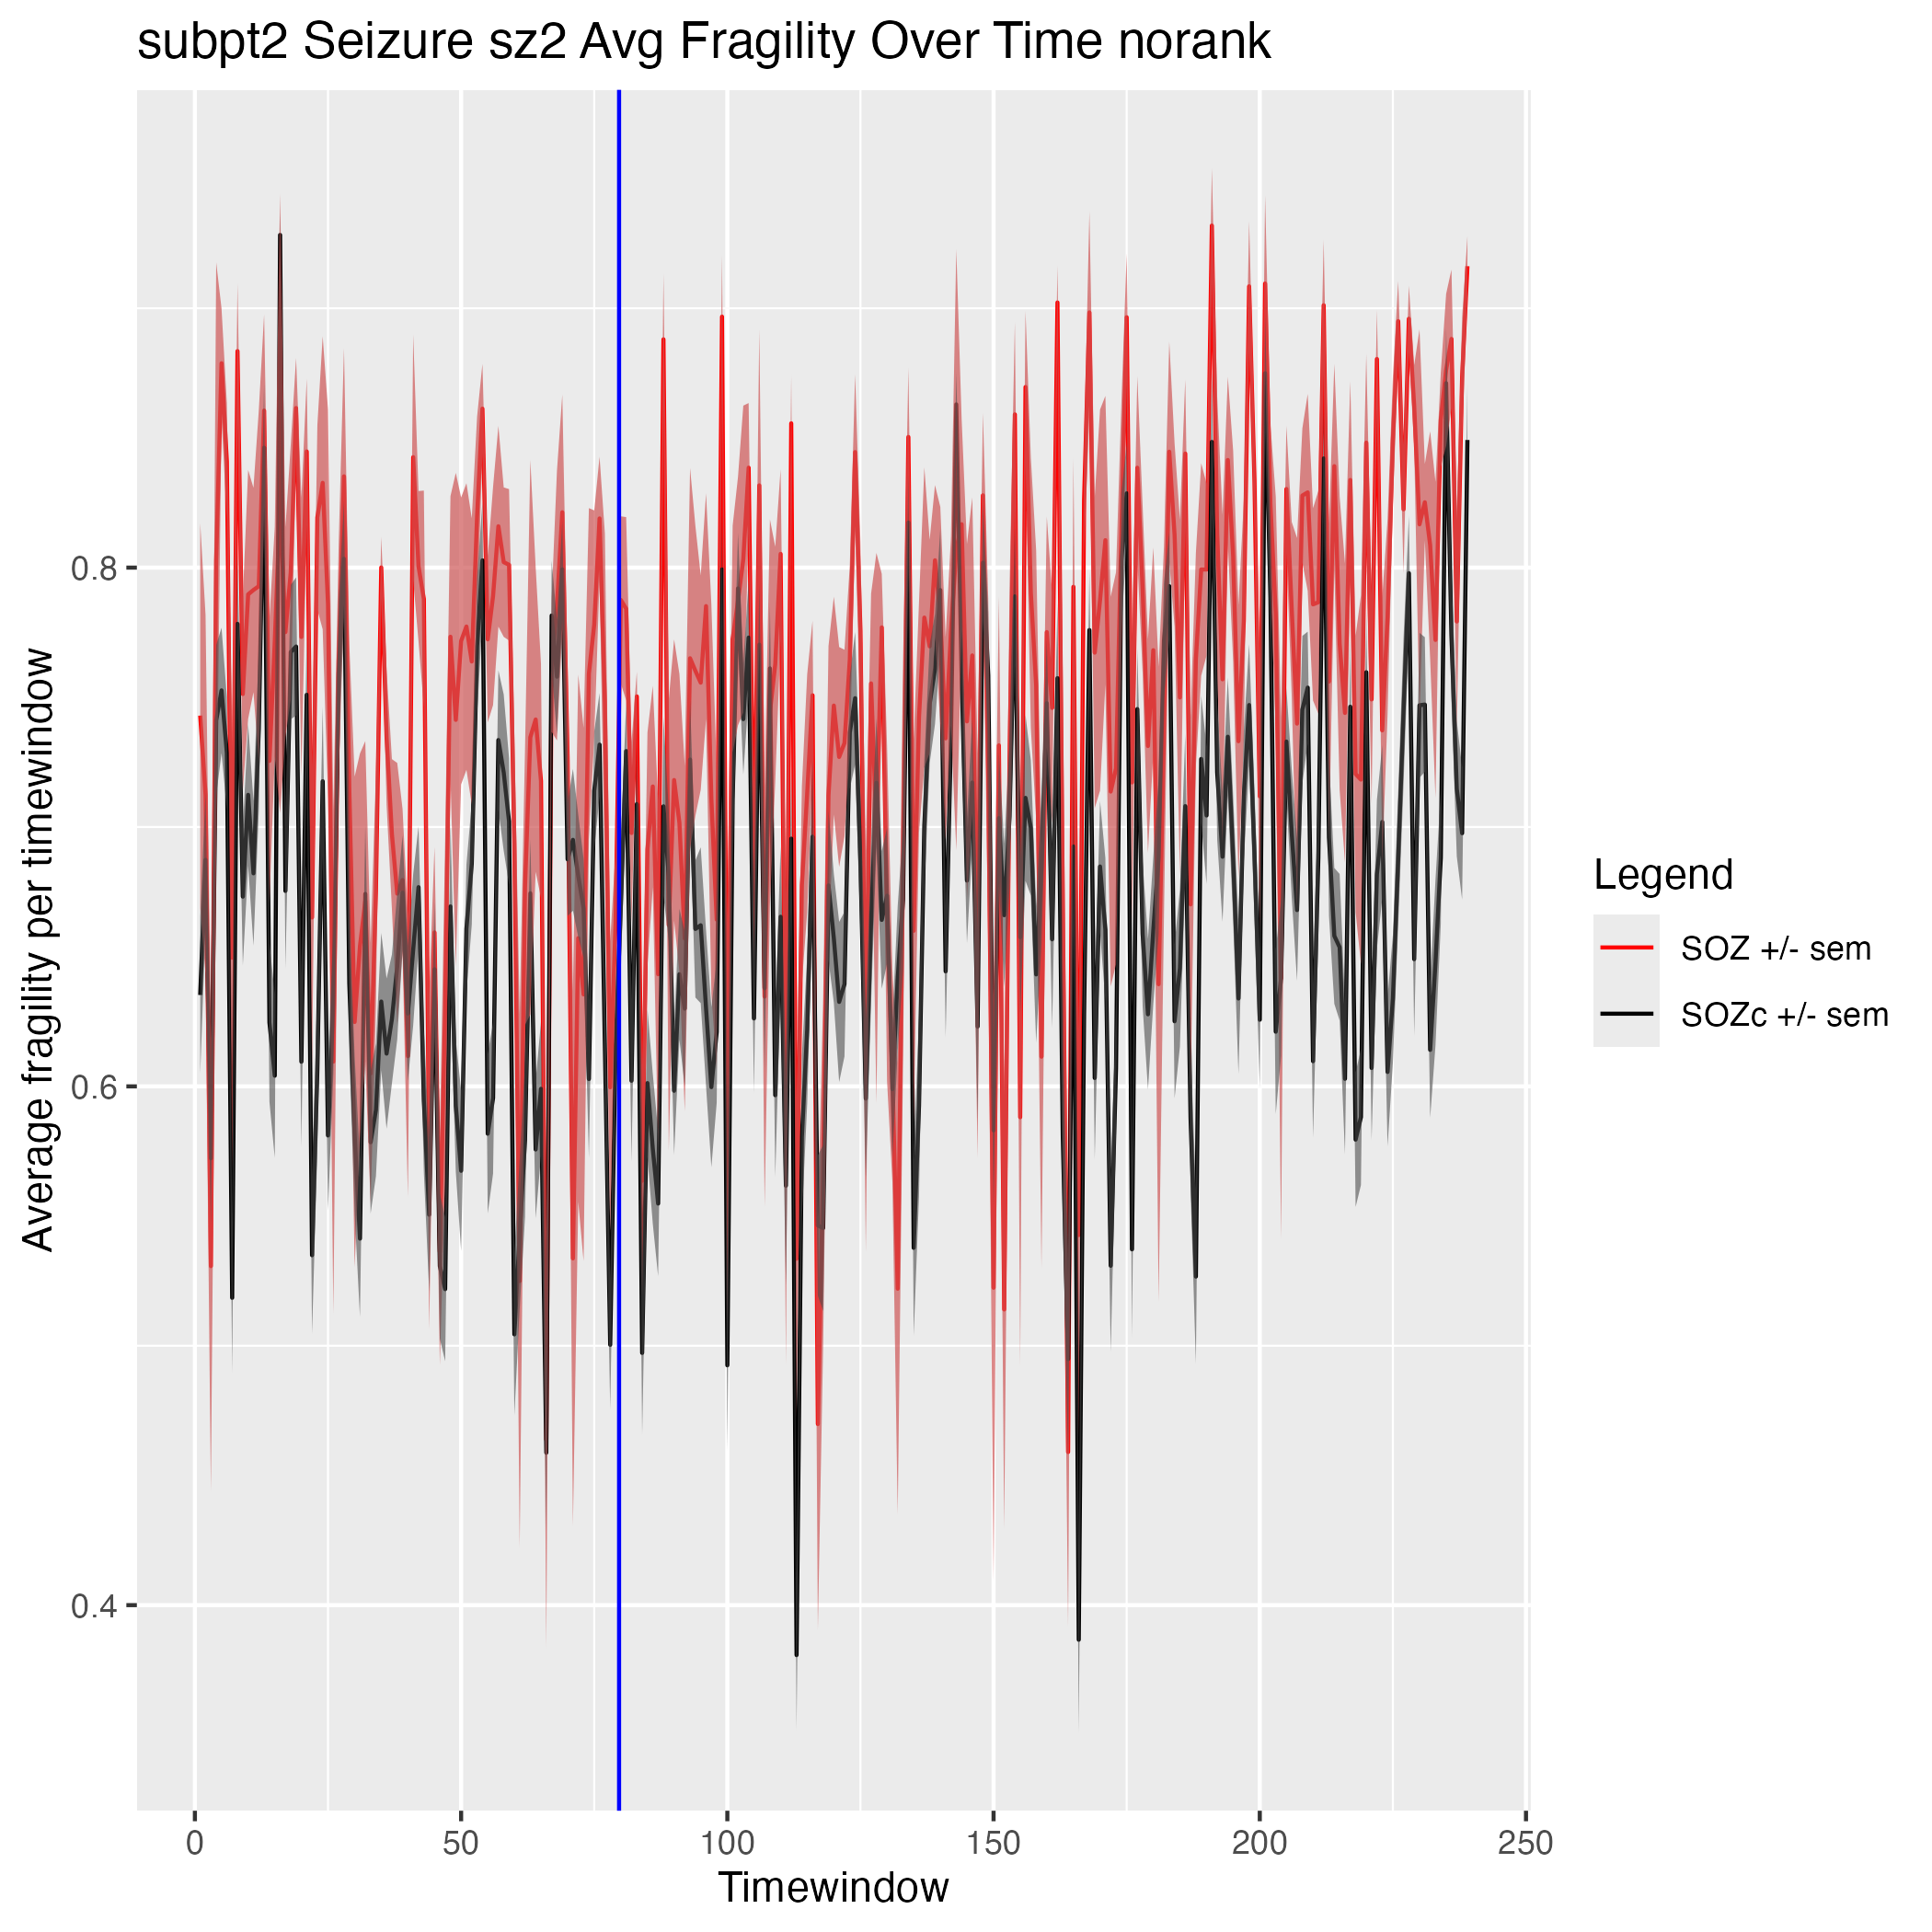 subpt2 Seizure sz2 Avg Fragility Over Time norank
Average fragility per timewindow
0.8
0.6
0.4
0
50
100
150
200
250
Timewindow
Legend
SOZ +/- sem
SOZc +/- sem